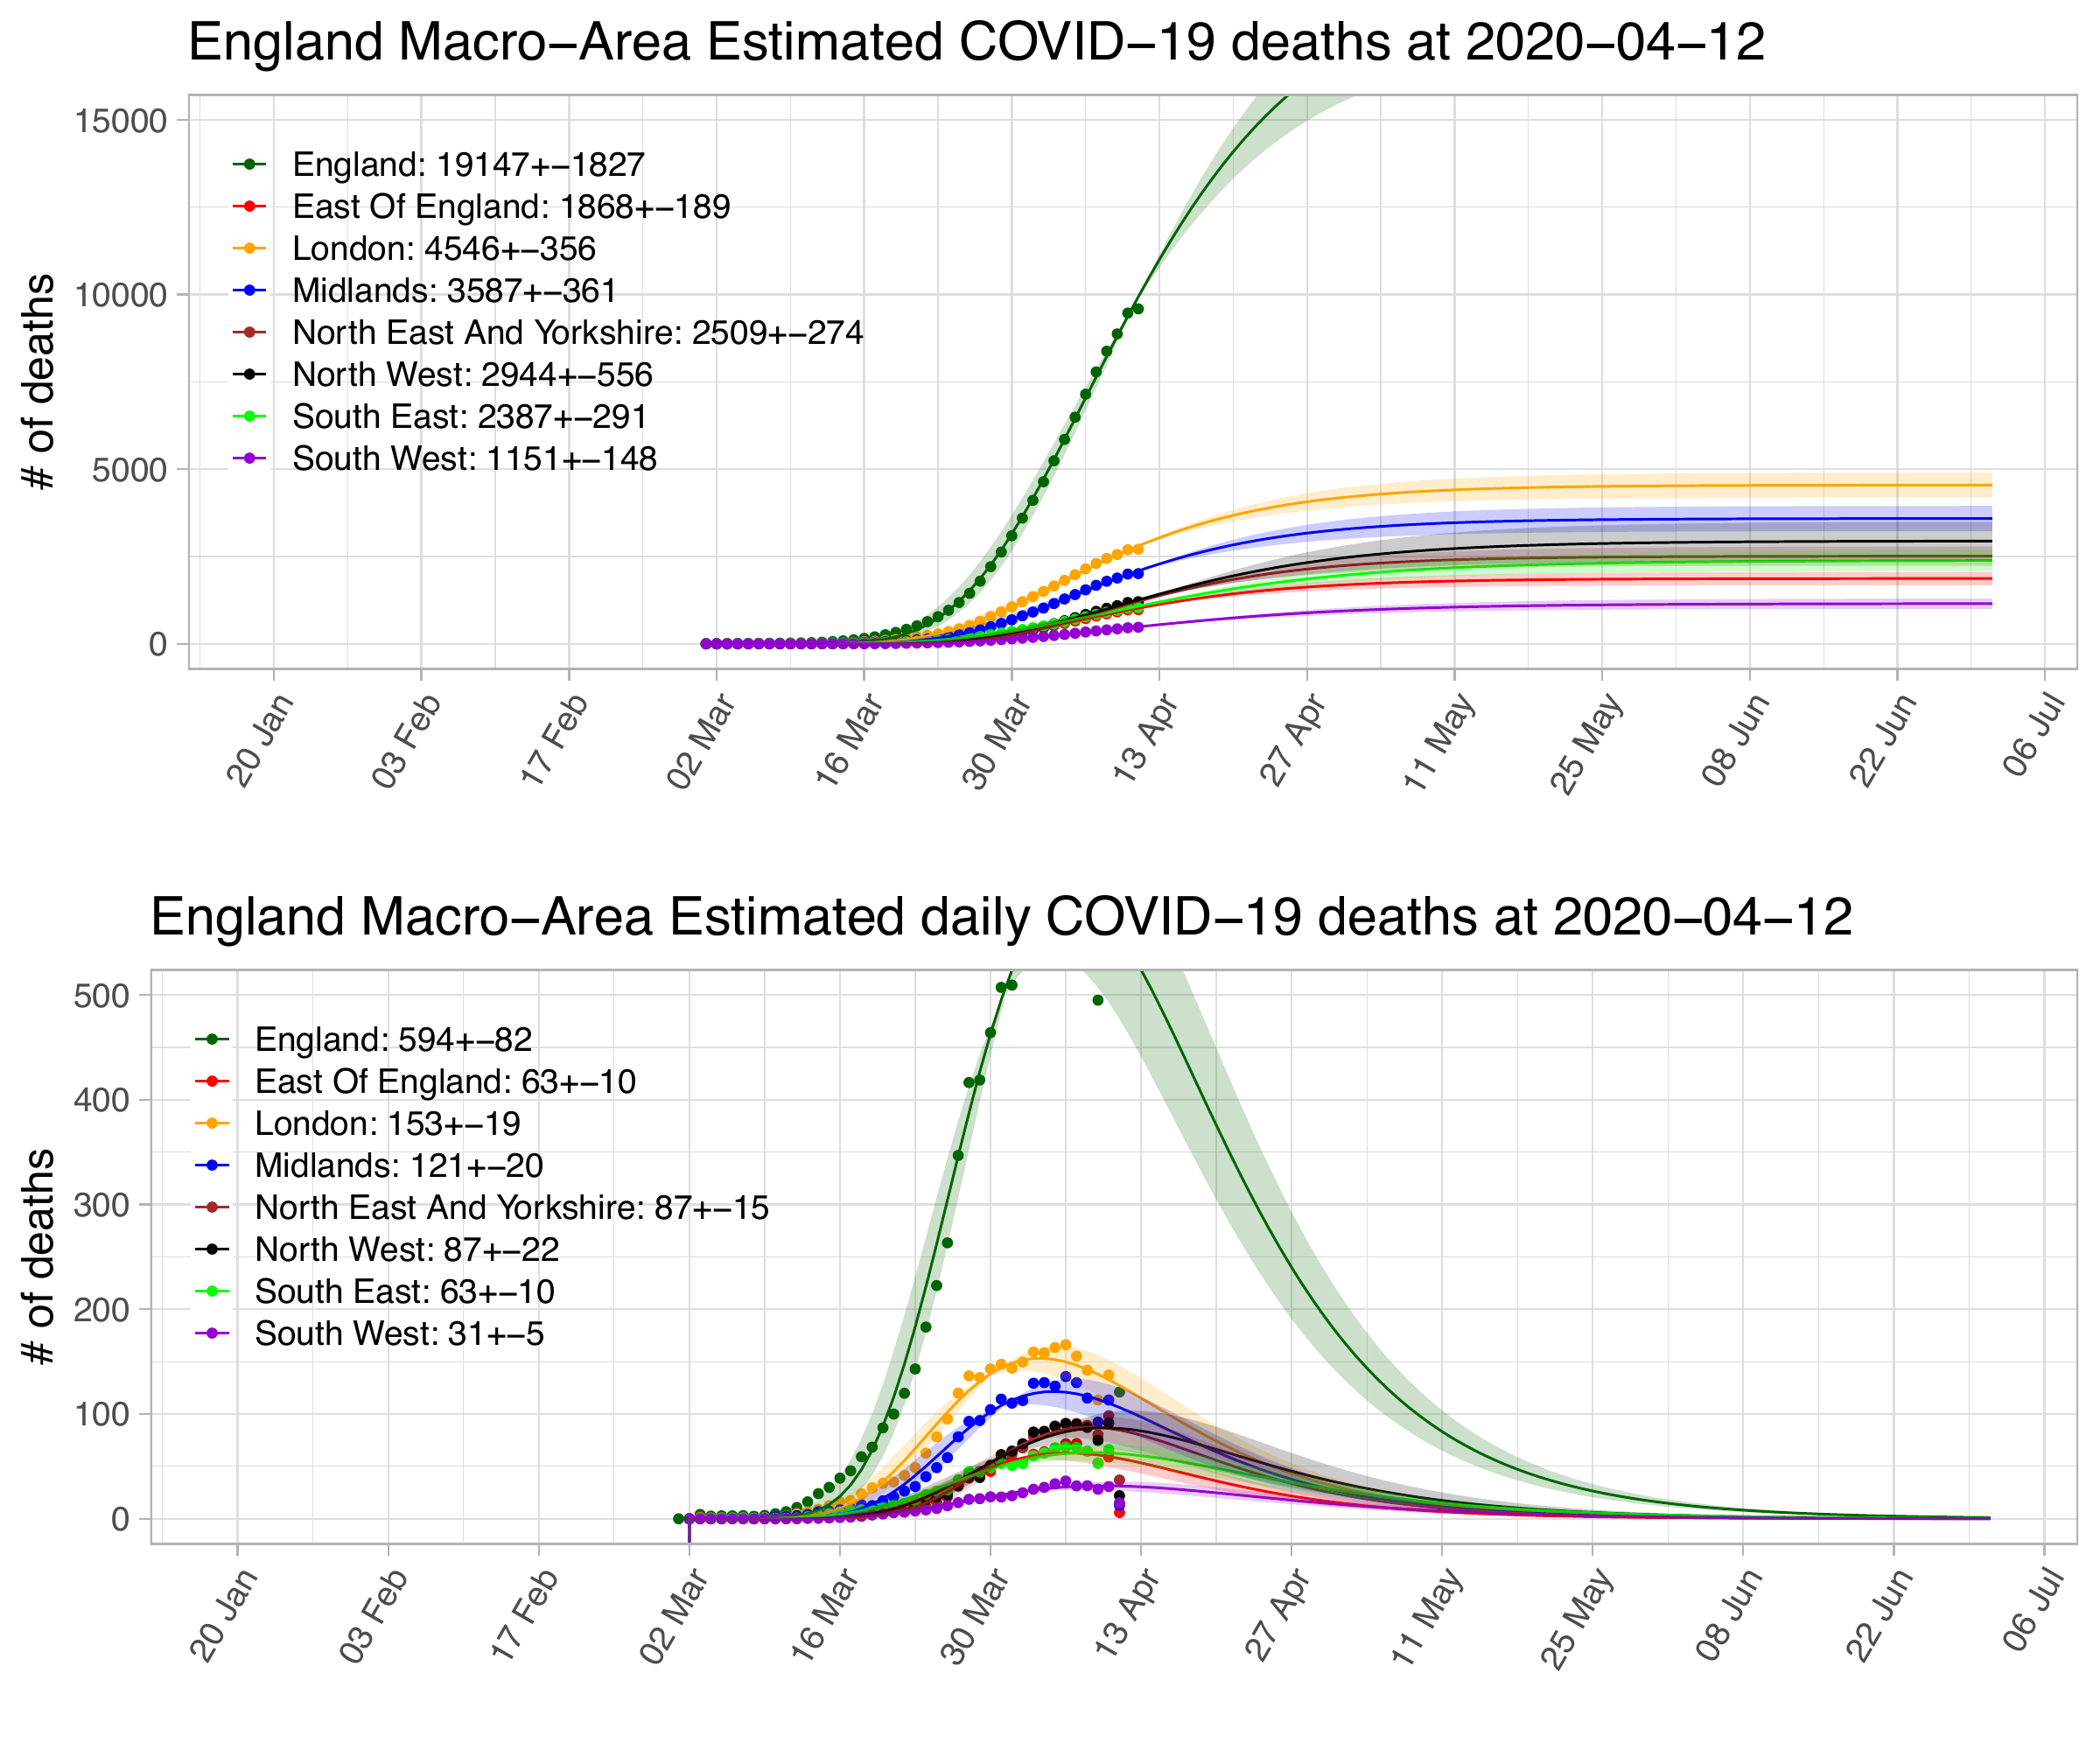 England Macro–Area Estimated COVID–19 deaths at 2020–04–12
# of deaths
15000
10000
5000
0
England: 19147+–1827
East Of England: 1868+–189
London: 4546+–356
Midlands: 3587+–361
North East And Yorkshire: 2509+–274
North West: 2944+–556
South East: 2387+–291
South West: 1151+–148
20 Jan
03 Feb
17 Feb
02 Mar
16 Mar
30 Mar
13 Apr
27 Apr
11 May
25 May
08 Jun
22 Jun
06 Jul
England Macro–Area Estimated daily COVID–19 deaths at 2020–04–12
# of deaths
500
400
300
200
100
0
England: 594+–82
East Of England: 63+–10
London: 153+–19
Midlands: 121+–20
North East And Yorkshire: 87+–15
North West: 87+–22
South East: 63+–10
South West: 31+–5
20 Jan
03 Feb
17 Feb
02 Mar
16 Mar
30 Mar
13 Apr
27 Apr
11 May
25 May
08 Jun
22 Jun
06 Jul